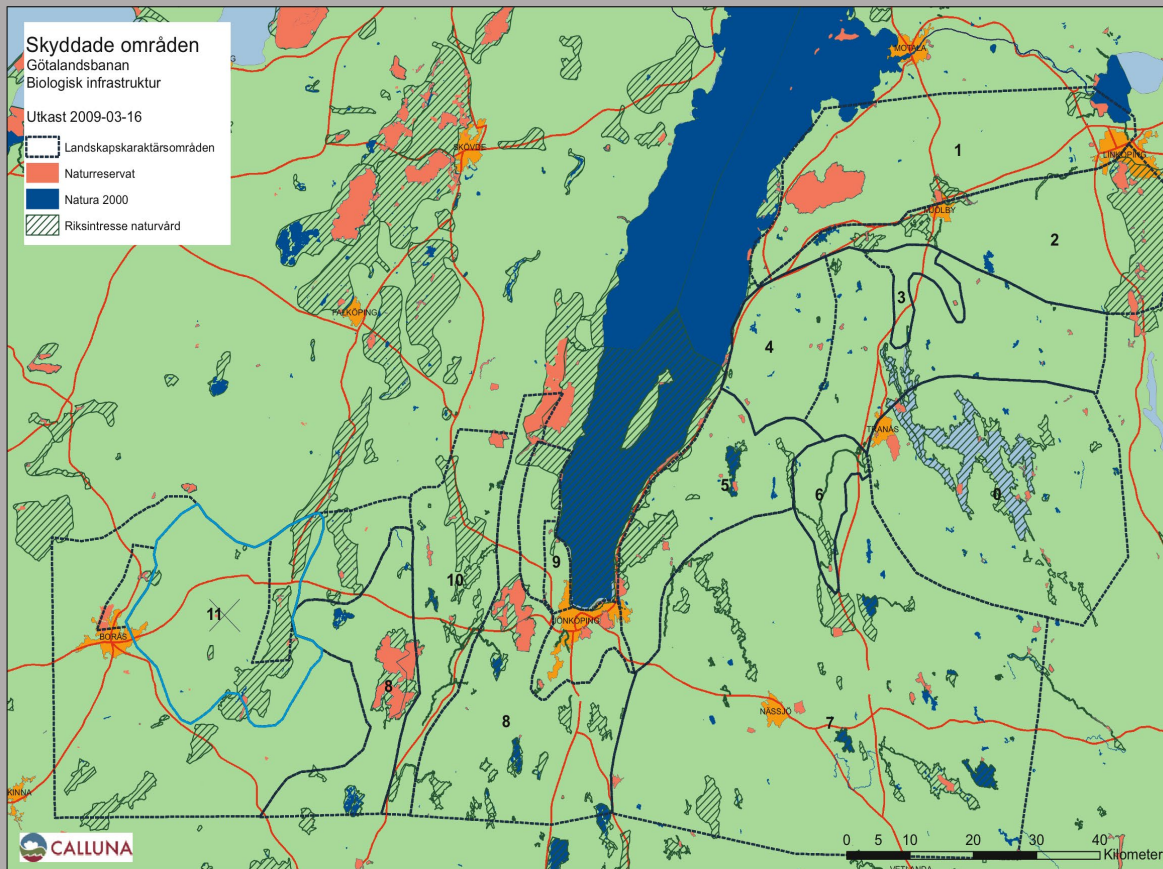 Skyddade områden
Götalandsbanan
Biologisk infrastruktur
Utkast 2009-03-16
Landskapskaraktärsområden
Naturreservat
Natura 2000
Riksintresse naturvård
MOTALA
SKÖVDE
1
LINKÖPING
MJÖLBY
2
3
FALKÖPING
4
TRANÅS
5
6
0
9
10
11
JÖNKÖPING
BORÅS
8
8
NÄSSJÖ
7
KINNA
CALLUNA
0 5 10 20 30 40
Kilometer
VETLANDA